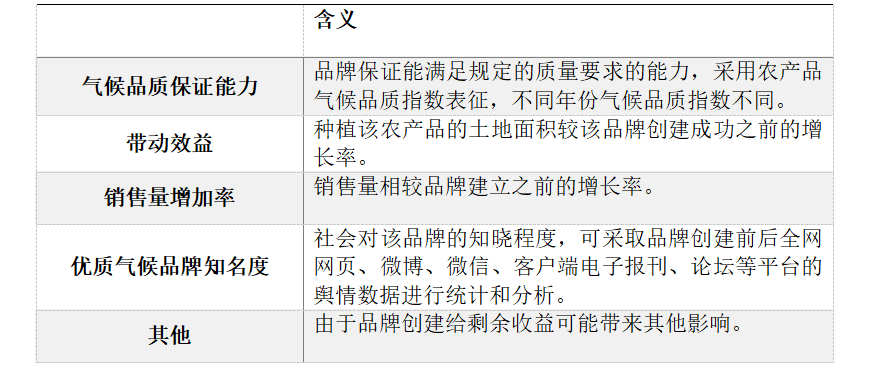 含义
气候品质保证能力
品牌保证能满足规定的质量要求的能力，采用农产品
气候品质指数表征，不同年份气候品质指数不同。
带动效益
种植该农产品的土地面积较该品牌创建成功之前的增
长率。
销售量增加率
销售量相较品牌建立之前的增长率。
优质气候品牌知名度
社会对该品牌的知晓程度，可采取品牌创建前后全网
网页、微博、微信、客户端电子报刊、论坛等平台的
舆情数据进行统计和分析。
其他
由于品牌创建给剩余收益可能带来其他影响。